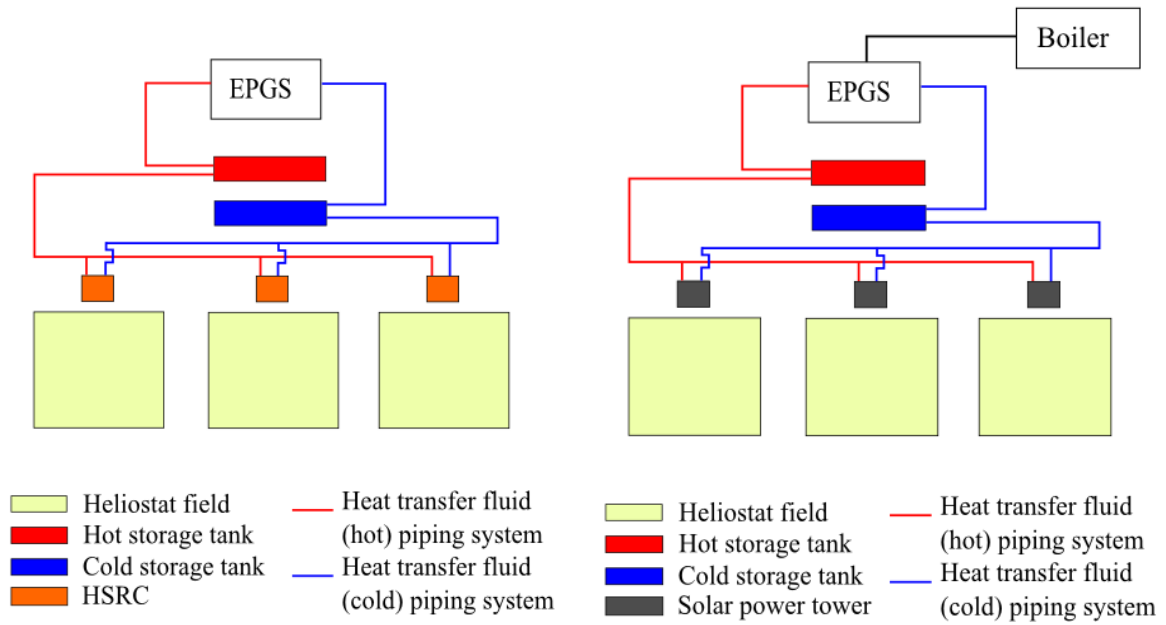 EPGS
Heliostat field
Hot storage tank
Cold storage tank
HSRC
Heat transfer fluid
(hot) piping system
Heat transfer fluid
(cold) piping system
Boiler
EPGS
Heliostat field
Hot storage tank
Cold storage tank
Solar power tower
Heat transfer fluid
(hot) piping system
Heat transfer fluid
(cold) piping system